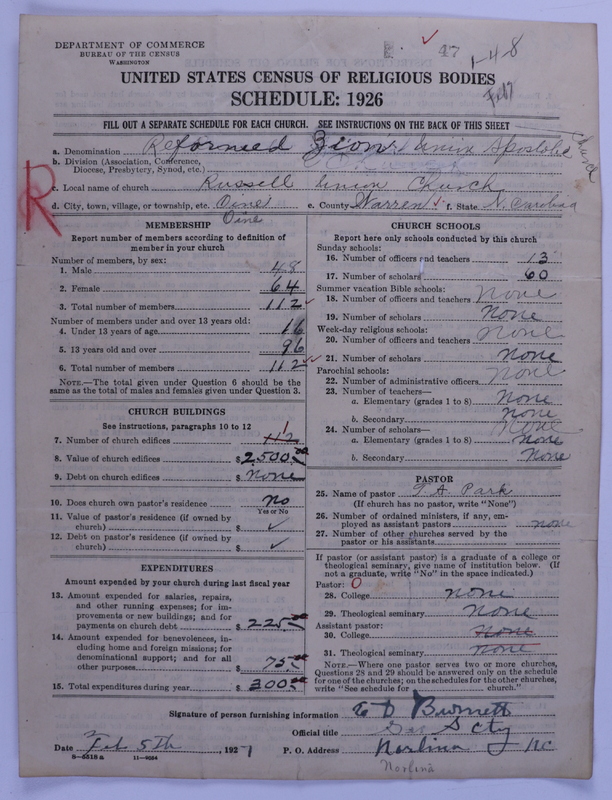 DEPARTMENT OF COMMERCE
BUREAU OF THE CENSUS
WASHINGTON
47
1-4-8
UNITED STATES CENSUS OF RELIGIOUS BODIES
SCHEDULE: 1926
FILL OUT A SEPARATE SCHEDULE FOR EACH CHURCH. SEE INSTRUCTIONS ON THE BACK OF THIS SHEET
a. Denomination Reformed Zion's Union Apostolic Church
b. Division (Association, Conference, Diocese, Presbytery, Synod, etc.)
c. Local name of church Russell Union Church
d. City, town, village, or township, etc. Oine e. County Warren f. State N. Carolina
Oine
R
MEMBERSHIP
Report number of members according to definition of
member in your church
Number of members, by sex:
1. Male 48
2. Female 64
3. Total number of members 112
Number of members under and over 13 years old:
4. Under 13 years of age 16
5. 13 years old and over 96
6. Total number of members 112
NOTE.—The total given under Question 6 should be the
same as the total of males and females given under Question 3.
CHURCH BUILDINGS
See instructions, paragraphs 10 to 12
7. Number of church edifices 1
8. Value of church edifices $ 2500.00
9. Debt on church edifices $ none
10. Does church own pastor's residence no
Yes or No
11. Value of pastor's residence (if owned by
church) $ ✓
12. Debt on pastor's residence (if owned by
church) $ ✓
EXPENDITURES
Amount expended by your church during last fiscal year
13. Amount expended for salaries, repairs,
and other running expenses; for im-
provements or new buildings; and for
payments on church debt $ 225.00
14. Amount expended for benevolences, in-
cluding home and foreign missions; for
denominational support; and for all
other purposes $ 75.00
15. Total expenditures during year $ 300.00
CHURCH SCHOOLS
Report here only schools conducted by this church
Sunday schools:
16. Number of officers and teachers 13
17. Number of scholars 60
Summer vacation Bible schools:
18. Number of officers and teachers None
19. Number of scholars None
Week-day religious schools:
20. Number of officers and teachers None
21. Number of scholars None
Parochial schools:
22. Number of administrative officers None
23. Number of teachers—
a. Elementary (grades 1 to 8) None
b. Secondary None
24. Number of scholars— None
a. Elementary (grades 1 to 8) None
b. Secondary None
PASTOR
25. Name of pastor T. A. Park
(If church has no pastor, write "None")
26. Number of ordained ministers, if any, em-
ployed as assistant pastors none
27. Number of other churches served by the
pastor or his assistants
If pastor (or assistant pastor) is a graduate of a college or
theological seminary, give name of institution below. (If
not a graduate, write "No" in the space indicated.)
Pastor: O
28. College none
29. Theological seminary None
Assistant pastor:
30. College None
31. Theological seminary none
NOTE.—Where one pastor serves two or more churches,
Questions 28 and 29 should be answered only on the schedule
for one of the churches; on the schedules for the other churches,
write "See schedule for church."
Signature of person furnishing information E D Burnett
Official title S cty
Date Feb 5th, 1927 P. O. Address Norlina NC
8—5518 a 11—9034
Norlina